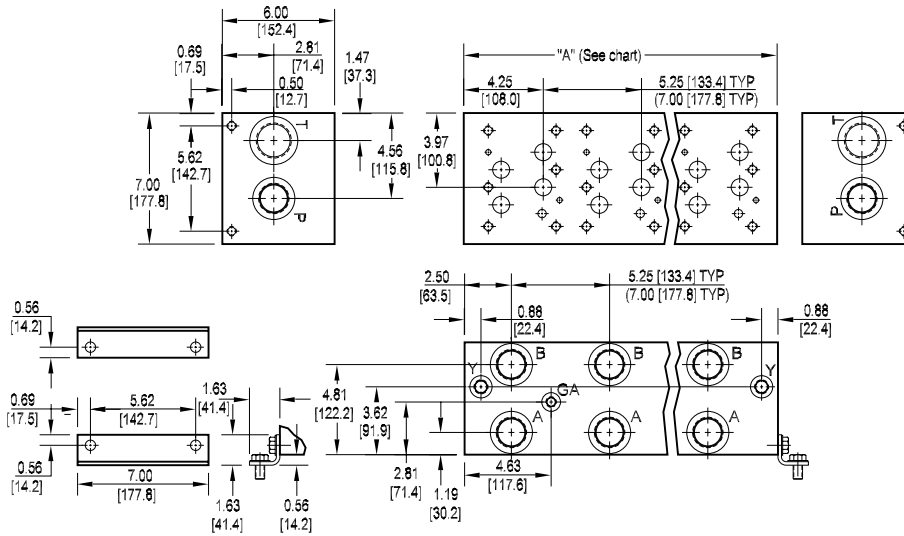 6.00
[152.4]
2.81
[71.4]
0.69
[17.5]
0.50
[12.7]
1.47
[37.3]
"A" (See chart)
4.25
[108.0]
5.25 [133.4] TYP
(7.00 [177.8] TYP)
T
5.62
[142.7]
7.00
[177.8]
4.56
[115.8]
3.97
[100.8]
P
T
P
2.50
[63.5]
5.25 [133.4] TYP
(7.00 [177.8] TYP)
0.88
[22.4]
0.88
[22.4]
0.56
[14.2]
B
B
B
Y
Y
GA
0.69
[17.5]
5.62
[142.7]
1.63
[41.4]
4.81
[122.2]
3.62
[91.9]
A
A
A
0.56
[14.2]
7.00
[177.8]
1.63
[41.4]
0.56
[14.2]
2.81
[71.4]
1.19
[30.2]
4.63
[117.6]